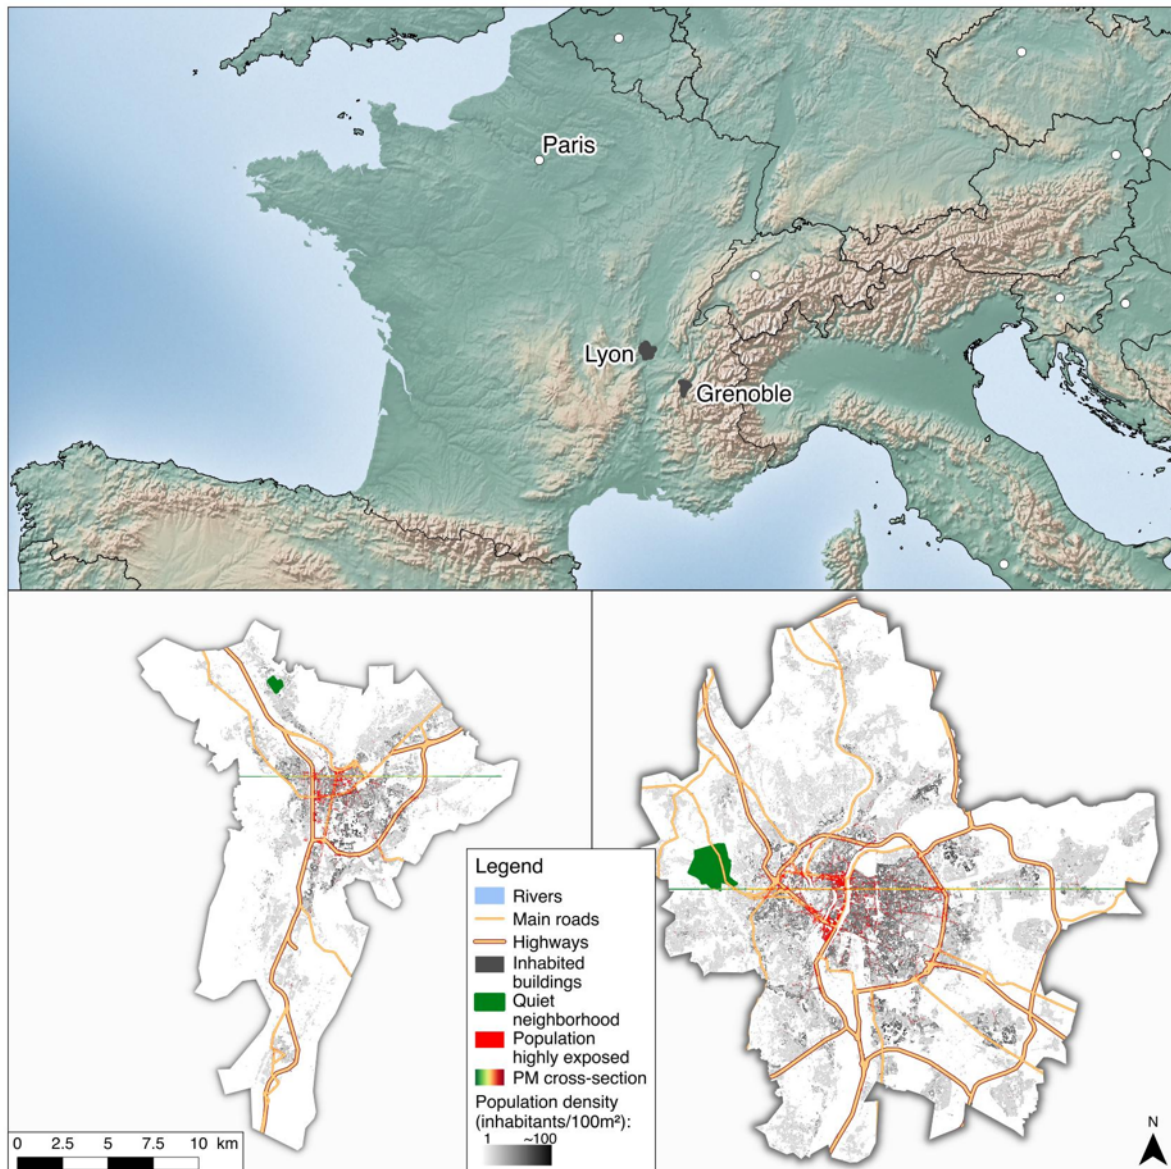 Paris
Lyon
Grenoble
Legend
Rivers
Main roads
Highways
Inhabited
buildings
Quiet
neighborhood
Population
highly exposed
PM cross-section
Population density
(inhabitants/100m²):
1 ~100
0 2.5 5 7.5 10 km
N